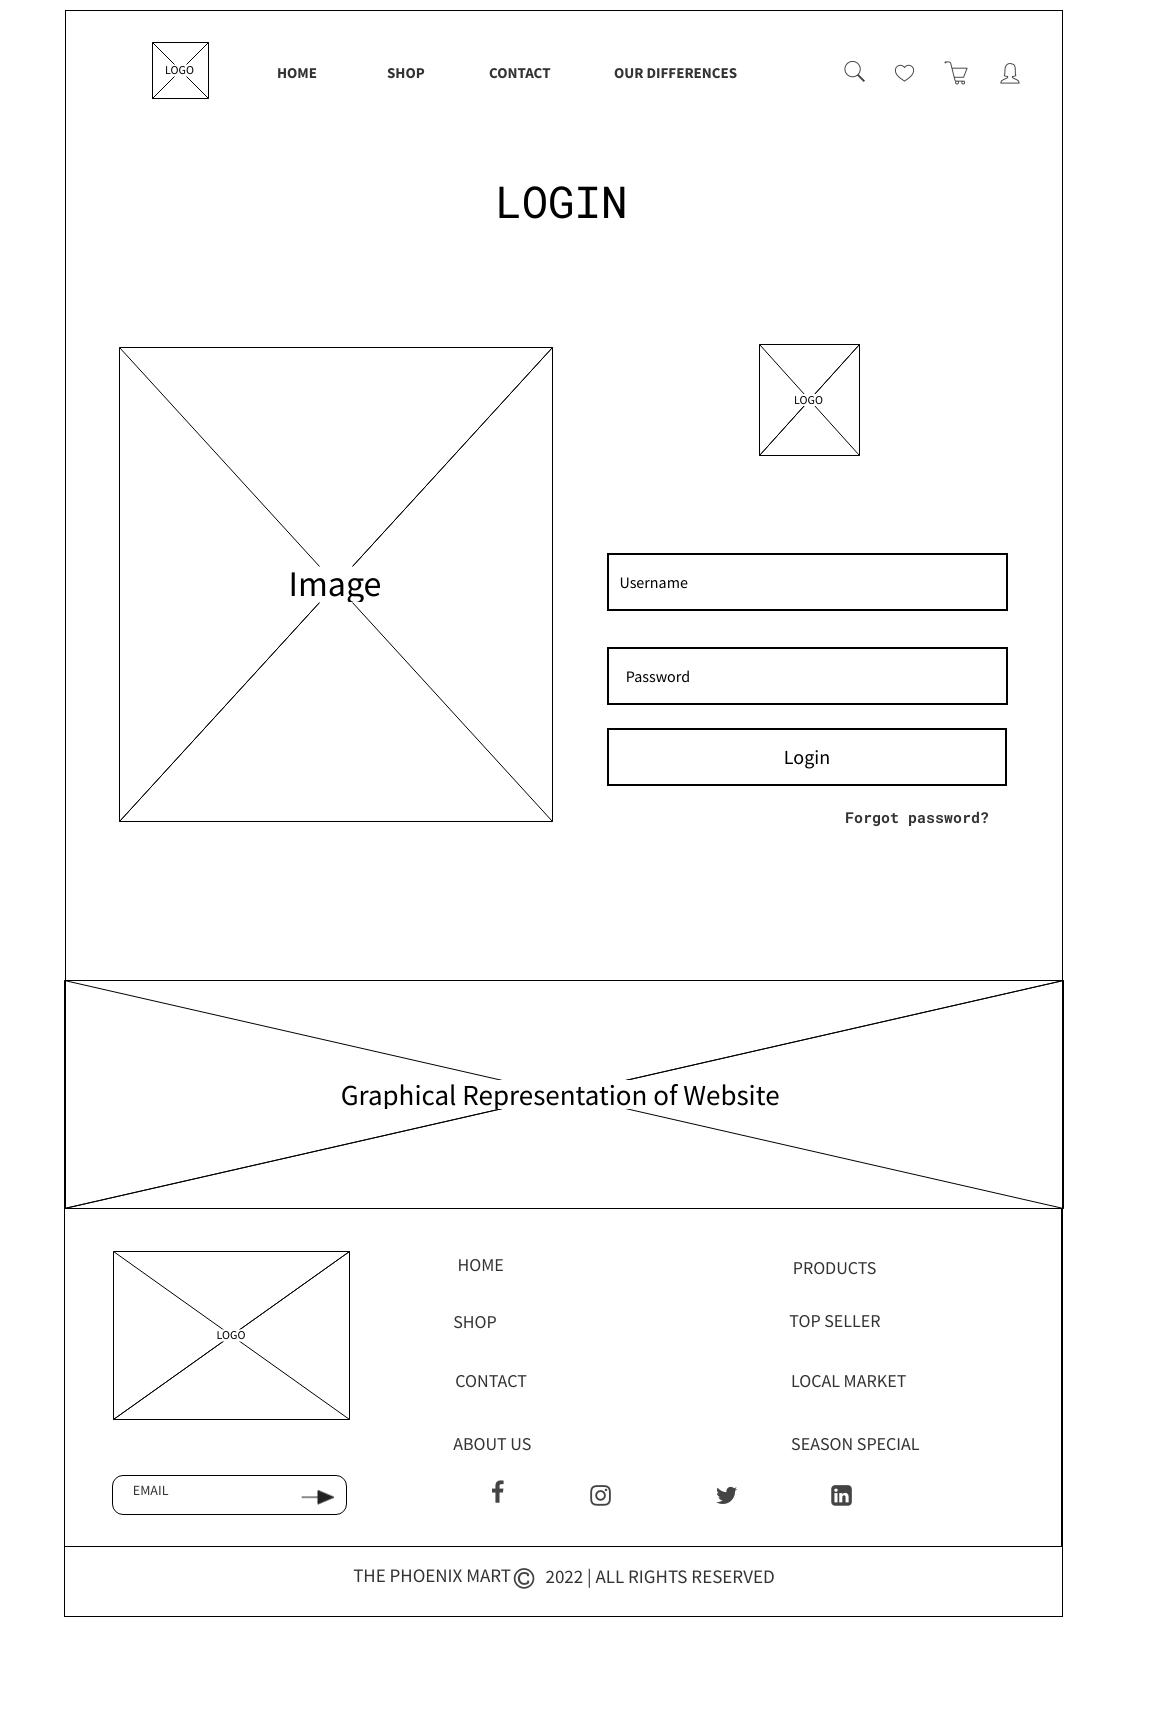 LOGO
HOME SHOP CONTACT OUR DIFFERENCES
LOGIN
LOGO
Image
Username
Password
Login
Forgot password?
Graphical Representation of Website
LOGO
HOME
SHOP
CONTACT
ABOUT US
PRODUCTS
TOP SELLER
LOCAL MARKET
SEASON SPECIAL
EMAIL
THE PHOENIX MART © 2022 | ALL RIGHTS RESERVED